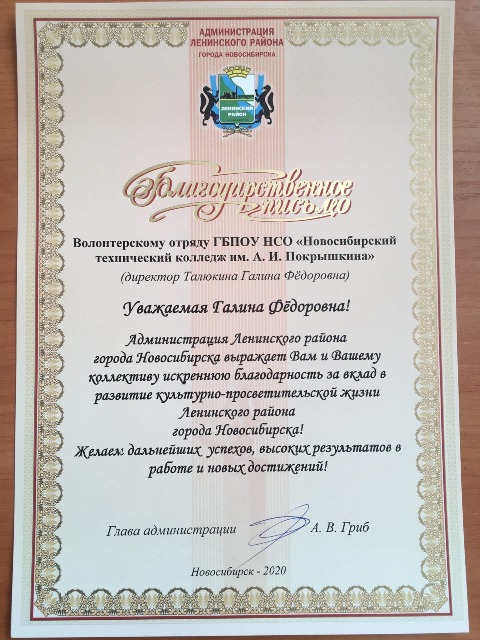 АДМИНИСТРАЦИЯ
ЛЕНИНСКОГО РАЙОНА
ГОРОДА НОВОСИБИРСКА
ЛЕНИНСКИЙ
РАЙОН
Благодарственное
письмо
Волонтерскому отряду ГБПОУ НСО «Новосибирский
технический колледж им. А. И. Покрышкина»
(директор Талюкина Галина Фёдоровна)
Уважаемая Галина Фёдоровна!
Администрация Ленинского района
города Новосибирска выражает Вам и Вашему
коллективу искреннюю благодарность за вклад в
развитие культурно-просветительской жизни
Ленинского района
города Новосибирска!
Желаем дальнейших успехов, высоких результатов в
работе и новых достижений!
Глава администрации А. В. Гриб
Новосибирск - 2020